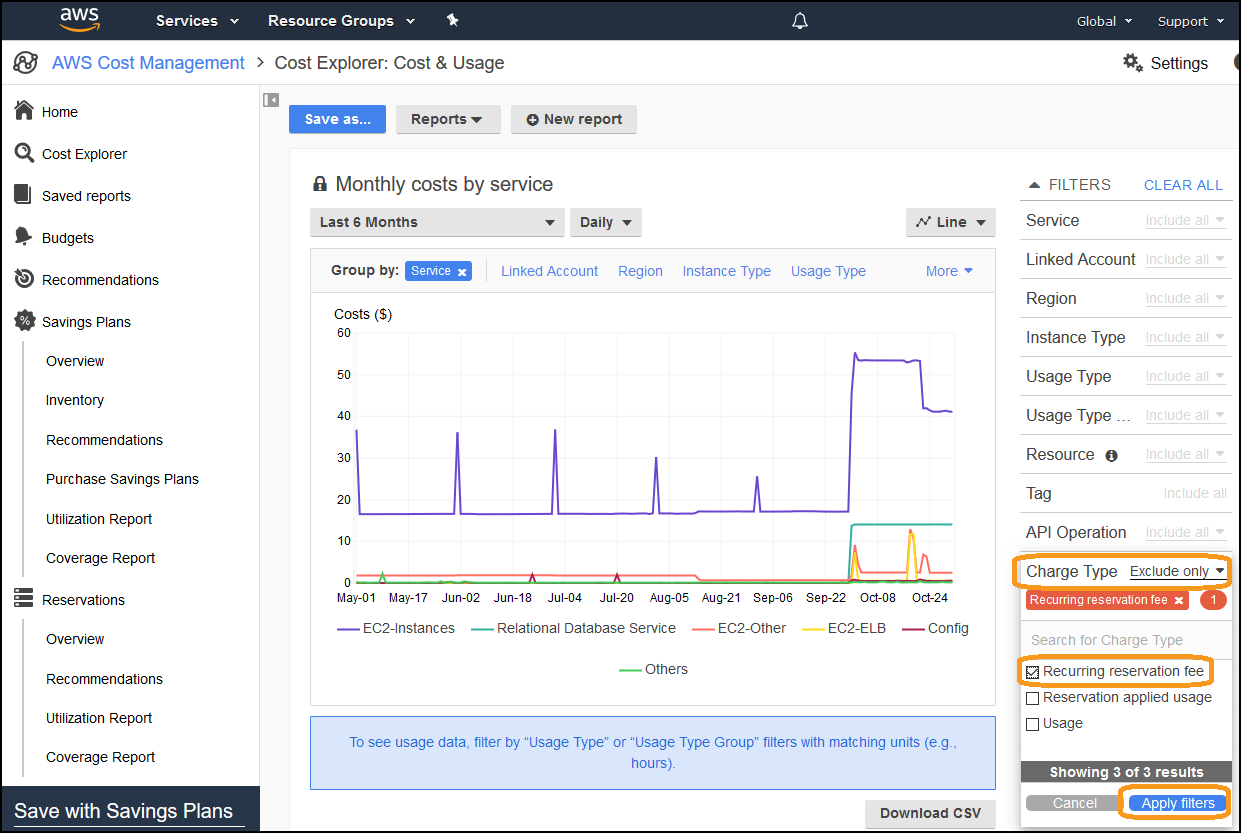 aws
Services
Resource Groups
Global
Support
AWS Cost Management > Cost Explorer: Cost & Usage
Settings
Home
Cost Explorer
Saved reports
Budgets
Recommendations
% Savings Plans
Overview
Inventory
Recommendations
Purchase Savings Plans
Utilization Report
Coverage Report
Reservations
Overview
Recommendations
Utilization Report
Coverage Report
Save with Savings Plans
Save as...
Reports
New report
Monthly costs by service
Last 6 Months
Daily
Line
Group by: Service × Linked Account Region Instance Type Usage Type More
Costs ($)
60
50
40
30
20
10
0
May-01 May-17 Jun-02 Jun-18 Jul-04 Jul-20 Aug-05 Aug-21 Sep-06 Sep-22 Oct-08 Oct-24
EC2-Instances Relational Database Service EC2-Other EC2-ELB Config
Others
To see usage data, filter by “Usage Type” or “Usage Type Group” filters with matching units (e.g.,
hours).
Download CSV
FILTERS CLEAR ALL
Service Include all
Linked Account Include all
Region Include all
Instance Type Include all
Usage Type Include all
Usage Type ... Include all
Resource i Include all
Tag Include all
API Operation Include all
Charge Type Exclude only
Recurring reservation fee × 1
Search for Charge Type
Recurring reservation fee
Reservation applied usage
Usage
Showing 3 of 3 results
Cancel Apply filters